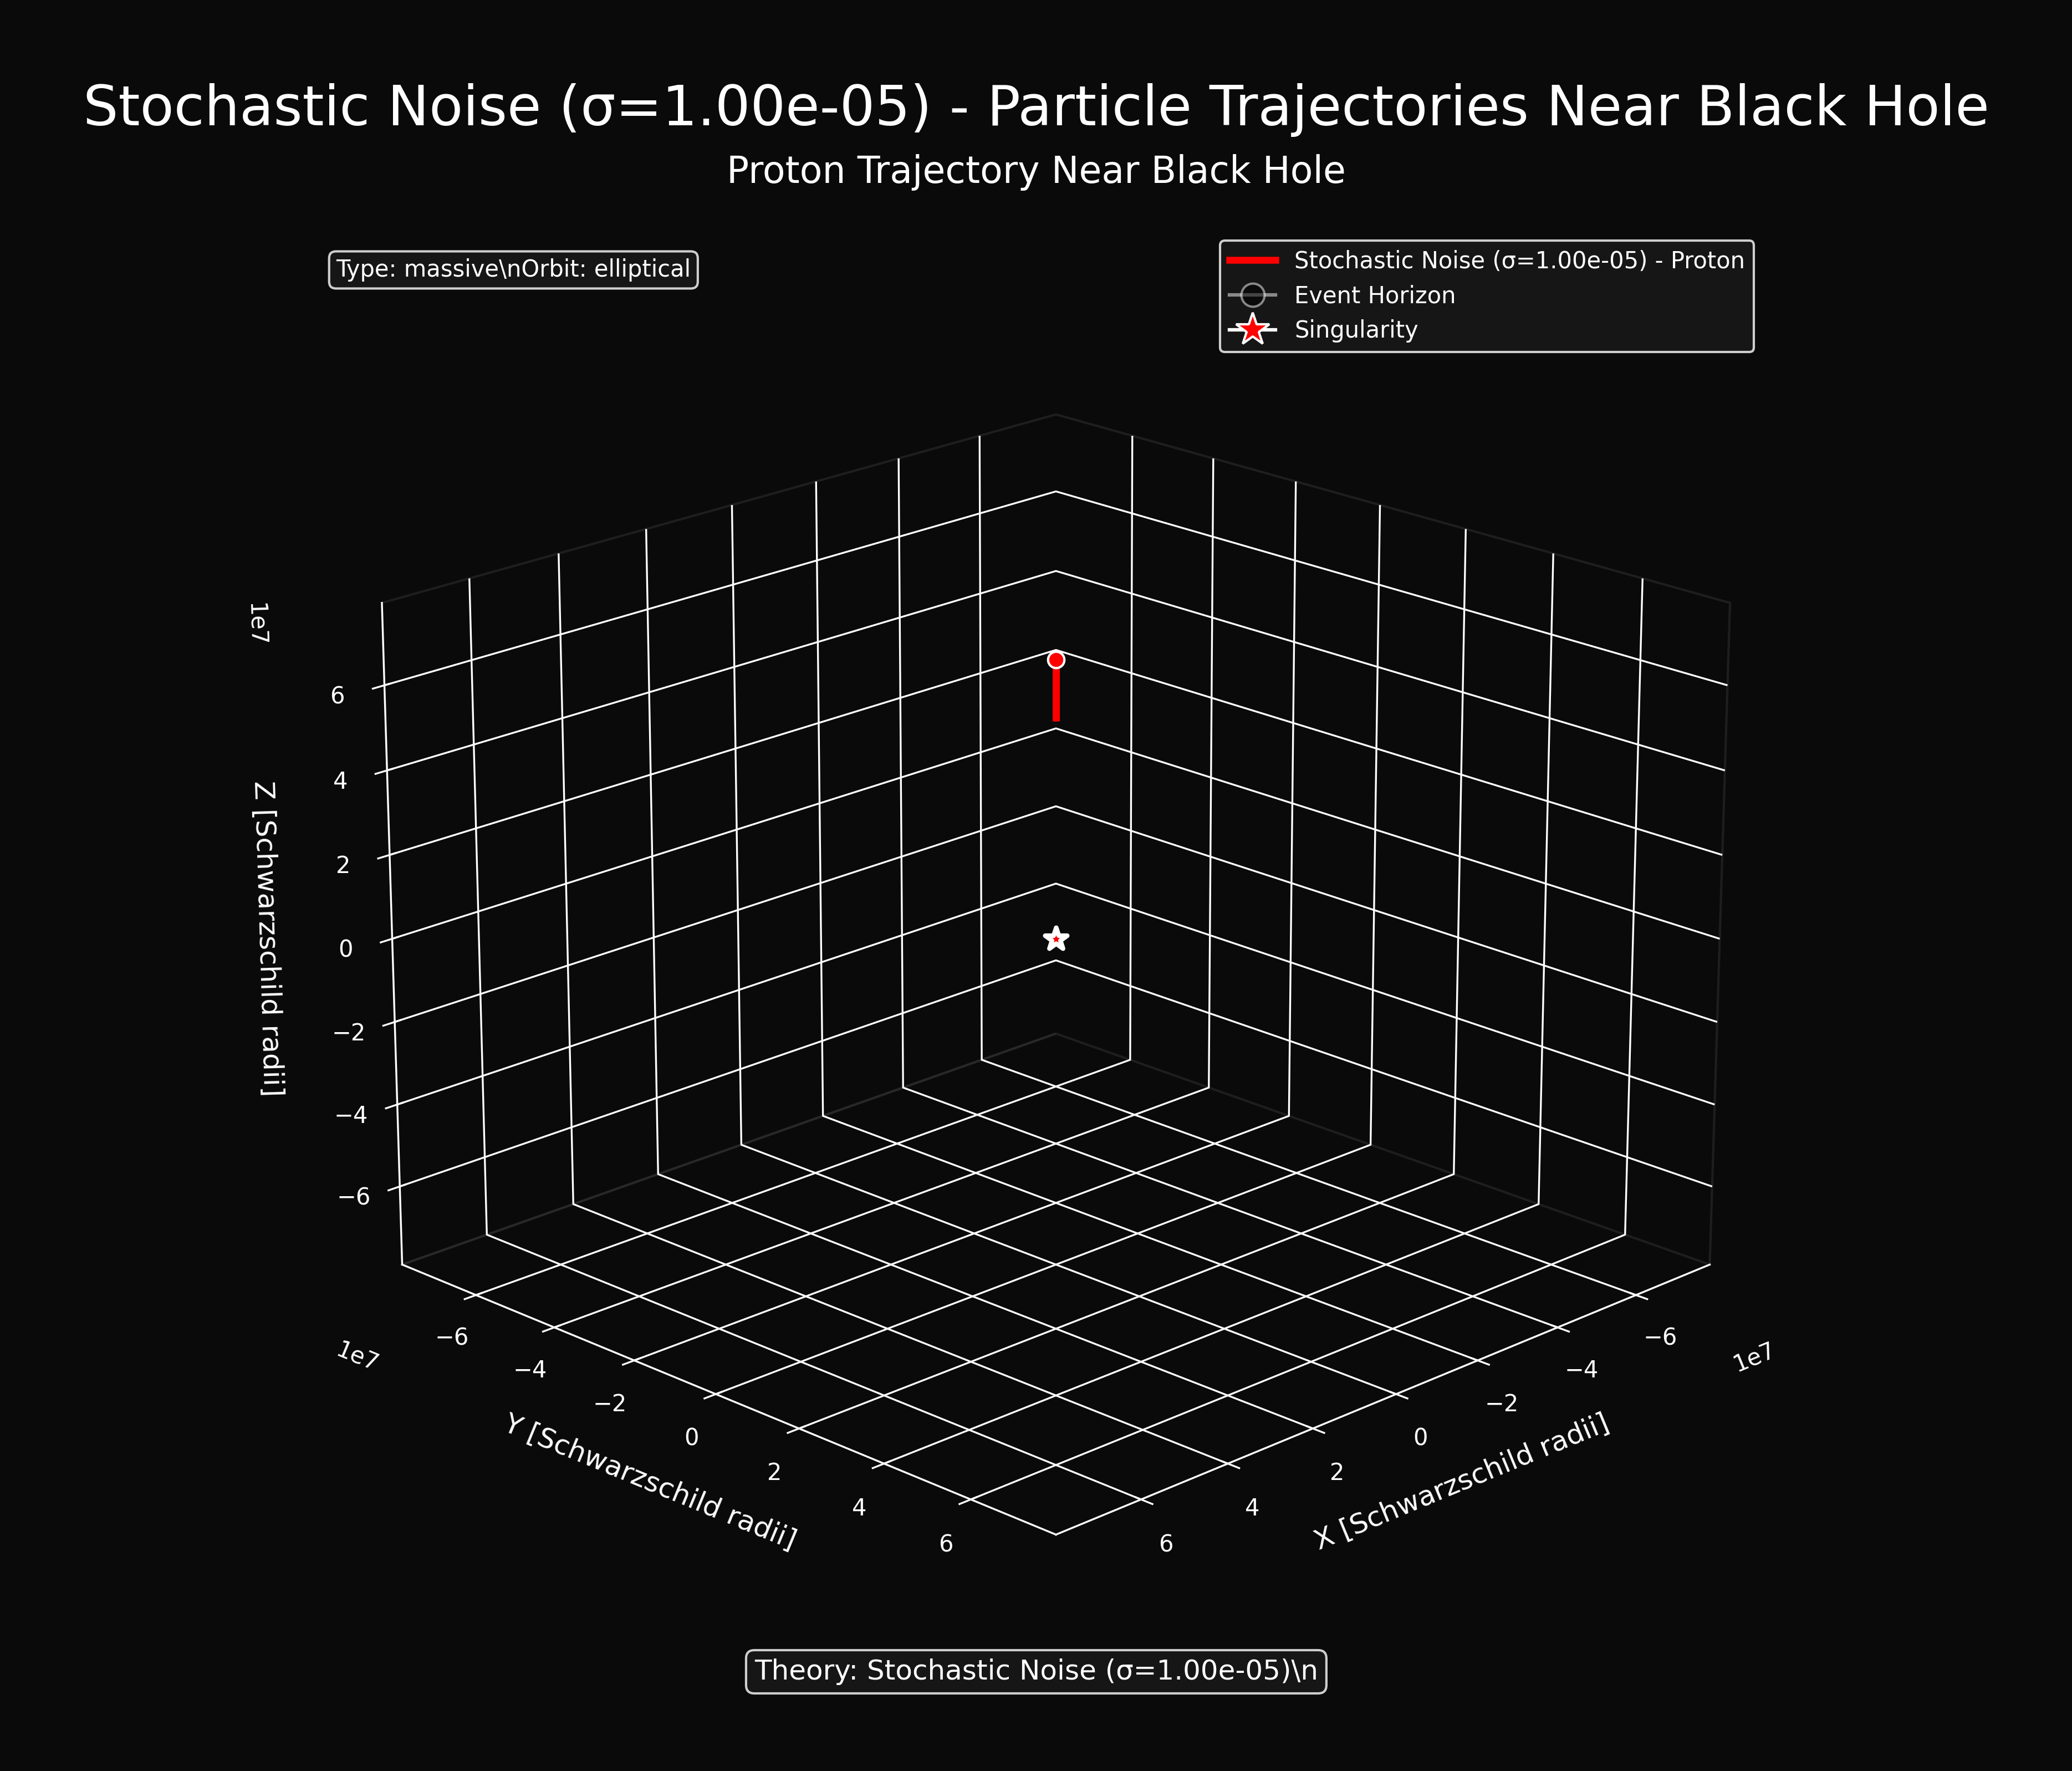 Stochastic Noise (σ=1.00e-05) - Particle Trajectories Near Black Hole
Proton Trajectory Near Black Hole
Type: massive\nOrbit: elliptical
Stochastic Noise (σ=1.00e-05) - Proton
Event Horizon
Singularity
1e7
6
4
2
0
−2
−4
−6
Z [Schwarzschild radii]
1e7
−6
−4
−2
0
2
4
6
Y [Schwarzschild radii]
1e7
−6
−4
−2
0
2
4
6
X [Schwarzschild radii]
Theory: Stochastic Noise (σ=1.00e-05)\n